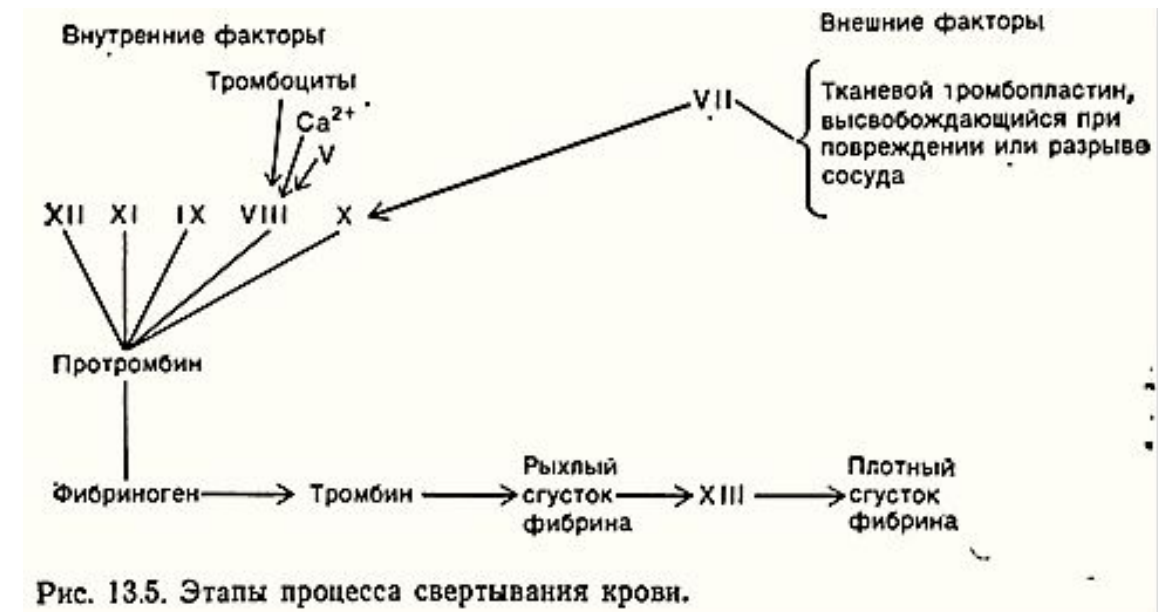 Внутренние факторы
Внешние факторы
Тромбоциты
Ca²⁺
V
VII
Тканевой тромбопластин,
высвобождающийся при
повреждении или разрыве
сосуда
XII XI IX VIII X
Протромбин
Фибриноген
Тромбин
Рыхлый
сгусток
фибрина
XIII
Плотный
сгусток
фибрина
Рис. 13.5. Этапы процесса свертывания крови.